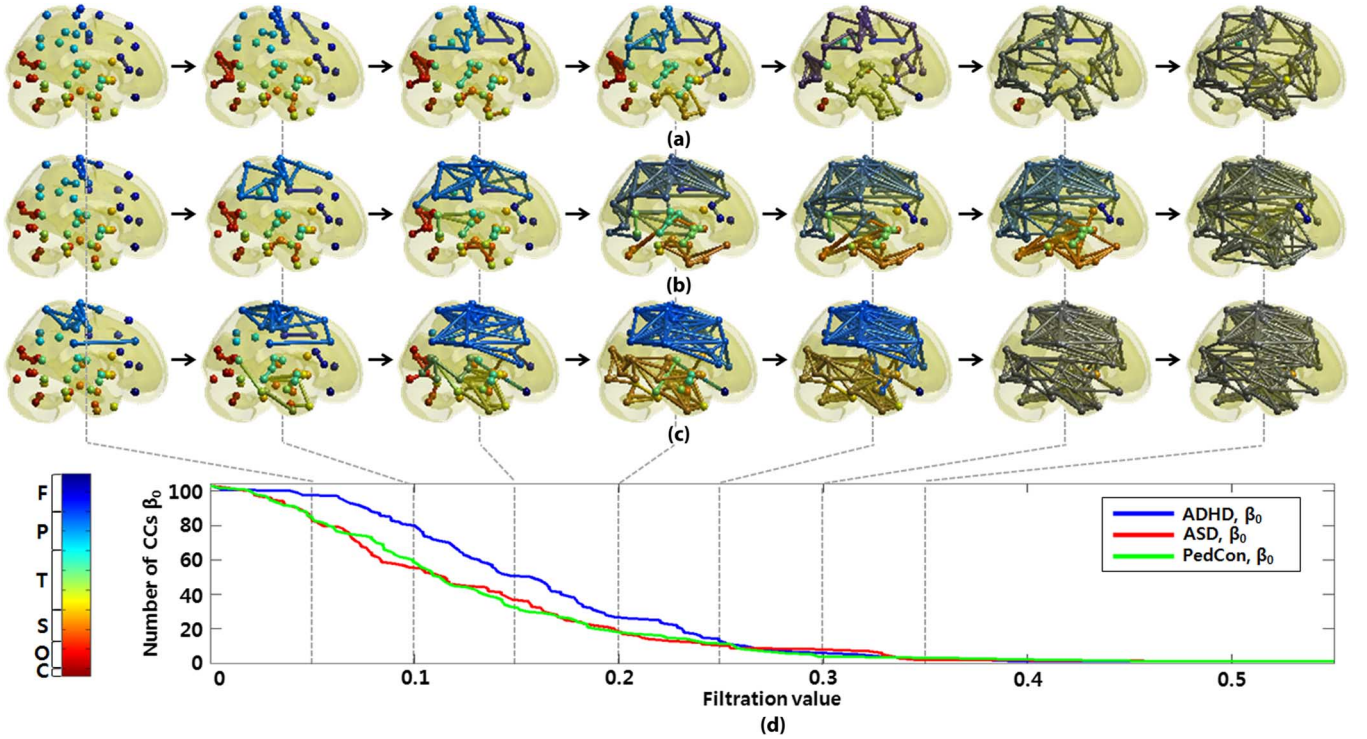 (a)
(b)
(c)
F
P
T
S
O
C
Number of CCs β₀
100
80
60
40
20
0
ADHD, β₀
ASD, β₀
PedCon, β₀
0 0.1 0.2 0.3 0.4 0.5
Filtration value
(d)